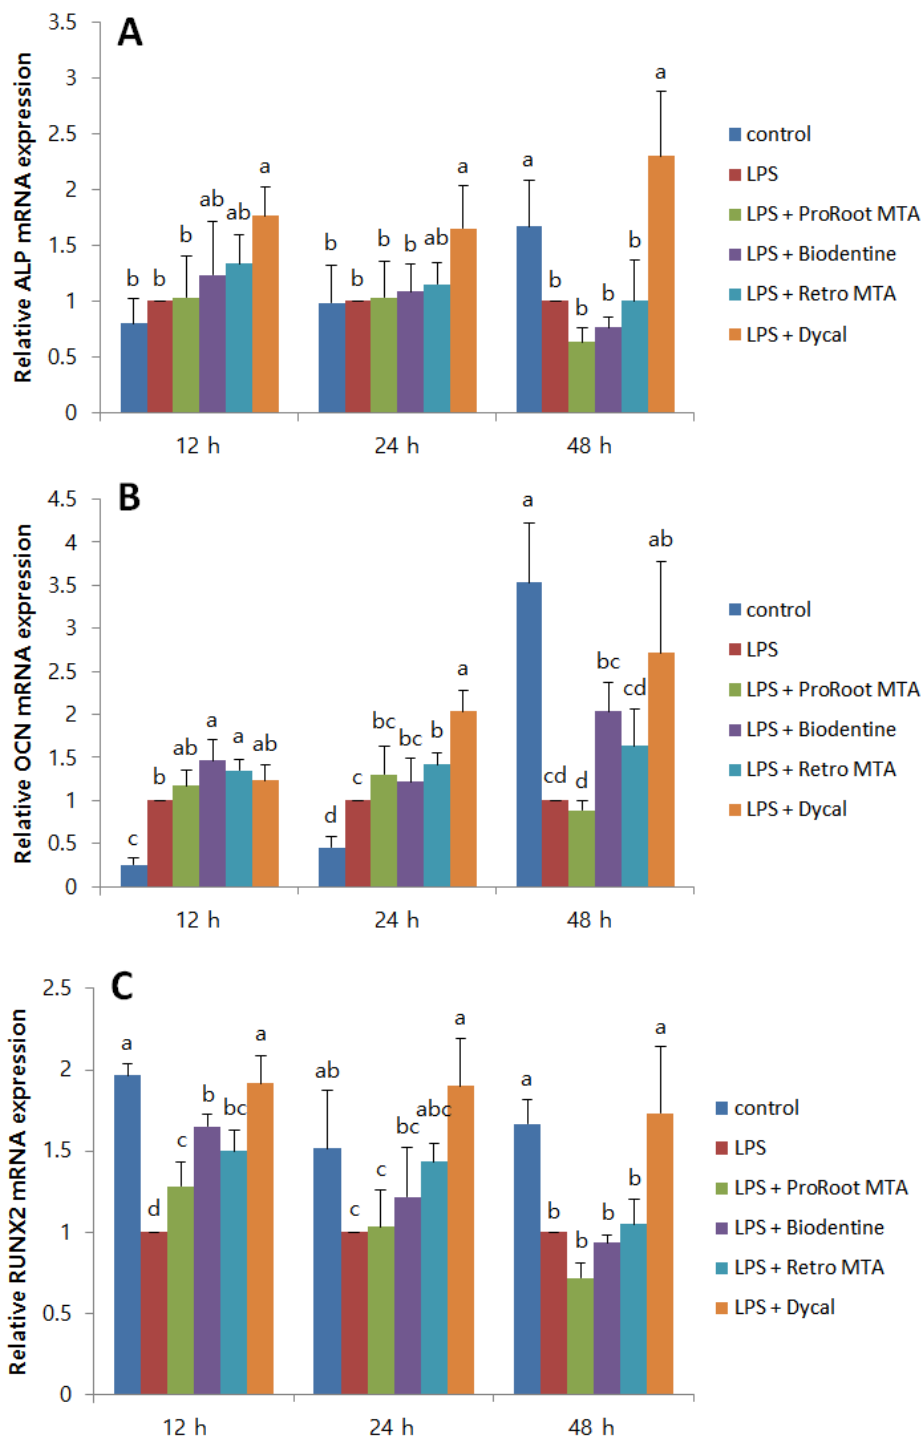 A
Relative ALP mRNA expression
3.5
3
2.5
2
1.5
1
0.5
0
b b b ab ab a
b b b b ab a
a b b b b a
12 h 24 h 48 h
control
LPS
LPS + ProRoot MTA
LPS + Biodentine
LPS + Retro MTA
LPS + Dycal
B
Relative OCN mRNA expression
4.5
4
3.5
3
2.5
2
1.5
1
0.5
0
c b ab a a ab
d c bc bc b a
a cd d bc cd ab
12 h 24 h 48 h
control
LPS
LPS + ProRoot MTA
LPS + Biodentine
LPS + Retro MTA
LPS + Dycal
C
Relative RUNX2 mRNA expression
2.5
2
1.5
1
0.5
0
a d c b bc a
ab c c bc abc a
a b b b b a
12 h 24 h 48 h
control
LPS
LPS + ProRoot MTA
LPS + Biodentine
LPS + Retro MTA
LPS + Dycal